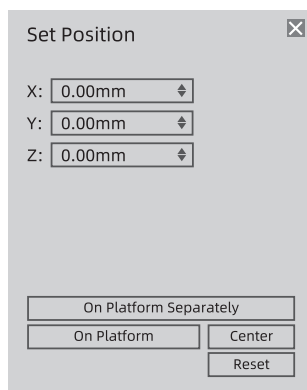 Set Position
X: 0.00mm
Y: 0.00mm
Z: 0.00mm
On Platform Separately
On Platform Center
Reset